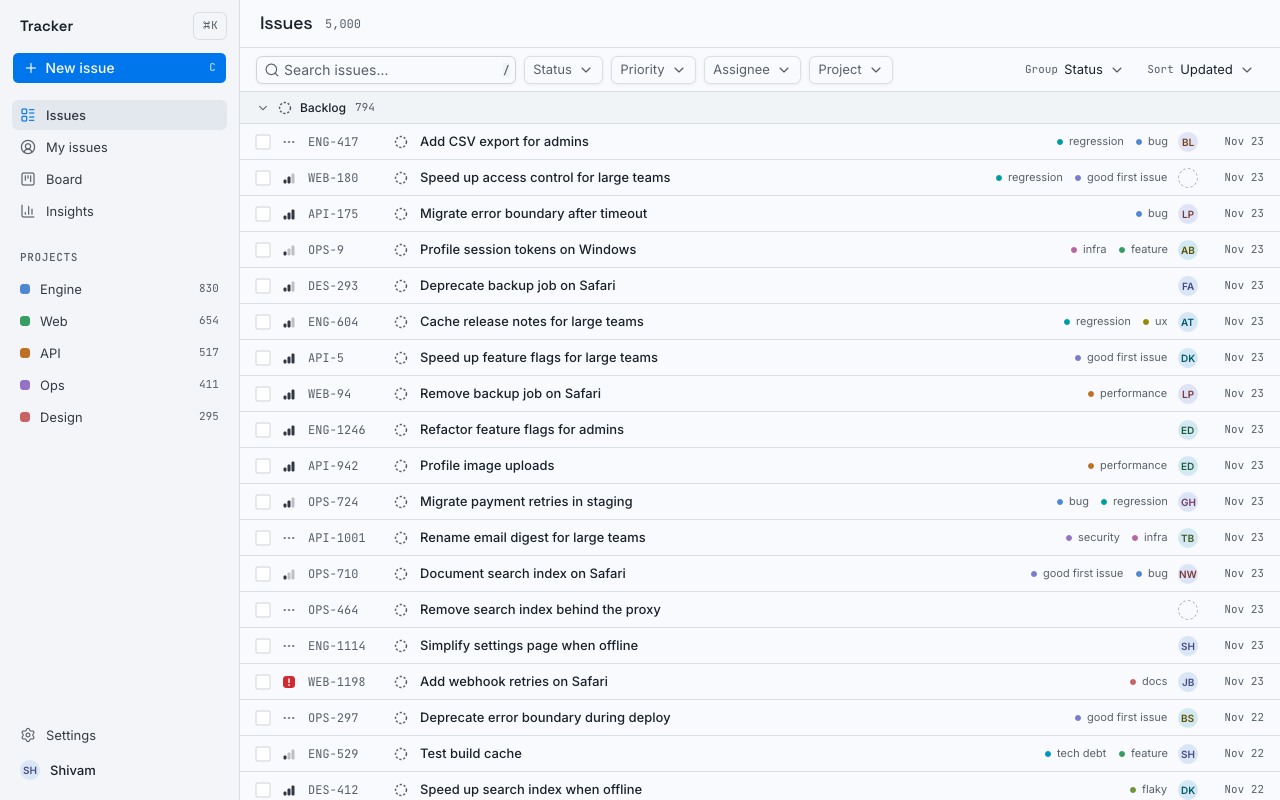 Tracker ⌘K
+ New issue C
Issues
My issues
Board
Insights
PROJECTS
Engine 830
Web 654
API 517
Ops 411
Design 295
Settings
SH Shivam
Issues 5,000
Search issues... / Status Priority Assignee Project Group Status Sort Updated
Backlog 794
ENG-417 Add CSV export for admins regression bug BL Nov 23
WEB-180 Speed up access control for large teams regression good first issue Nov 23
API-175 Migrate error boundary after timeout bug LP Nov 23
OPS-9 Profile session tokens on Windows infra feature AB Nov 23
DES-293 Deprecate backup job on Safari FA Nov 23
ENG-604 Cache release notes for large teams regression ux AT Nov 23
API-5 Speed up feature flags for large teams good first issue DK Nov 23
WEB-94 Remove backup job on Safari performance LP Nov 23
ENG-1246 Refactor feature flags for admins ED Nov 23
API-942 Profile image uploads performance ED Nov 23
OPS-724 Migrate payment retries in staging bug regression GH Nov 23
API-1001 Rename email digest for large teams security infra TB Nov 23
OPS-710 Document search index on Safari good first issue bug NW Nov 23
OPS-464 Remove search index behind the proxy Nov 23
ENG-1114 Simplify settings page when offline SH Nov 23
! WEB-1198 Add webhook retries on Safari docs JB Nov 23
OPS-297 Deprecate error boundary during deploy good first issue BS Nov 22
ENG-529 Test build cache tech debt feature SH Nov 22
DES-412 Speed up search index when offline flaky DK Nov 22